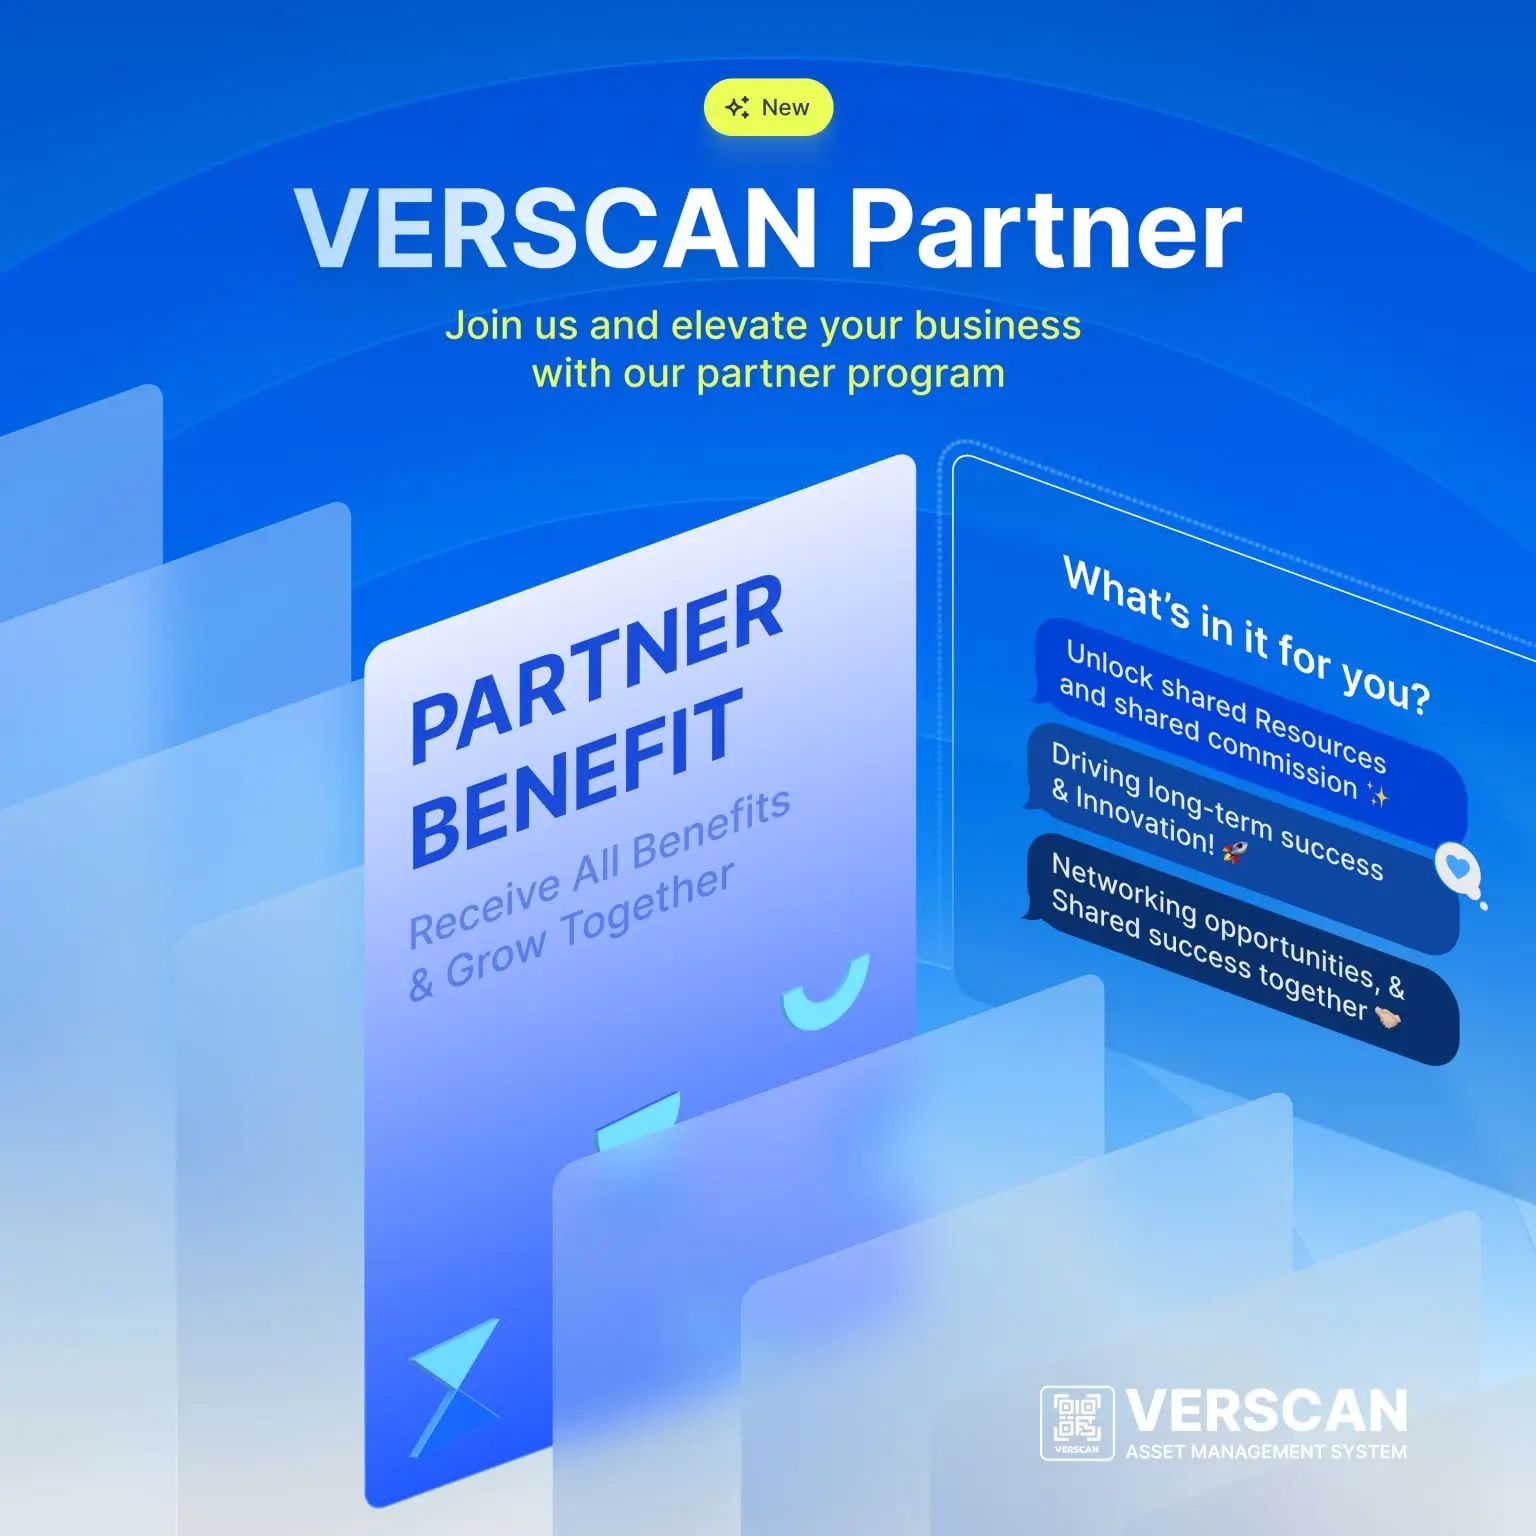 New
VERSCAN Partner
Join us and elevate your business
with our partner program
PARTNER
BENEFIT
Receive All Benefits
& Grow Together
What's in it for you?
Unlock shared Resources
and shared commission ✨
Driving long-term success
& Innovation! 🚀
Networking opportunities, &
Shared success together 🤝🏻
VERSCAN
VERSCAN
ASSET MANAGEMENT SYSTEM